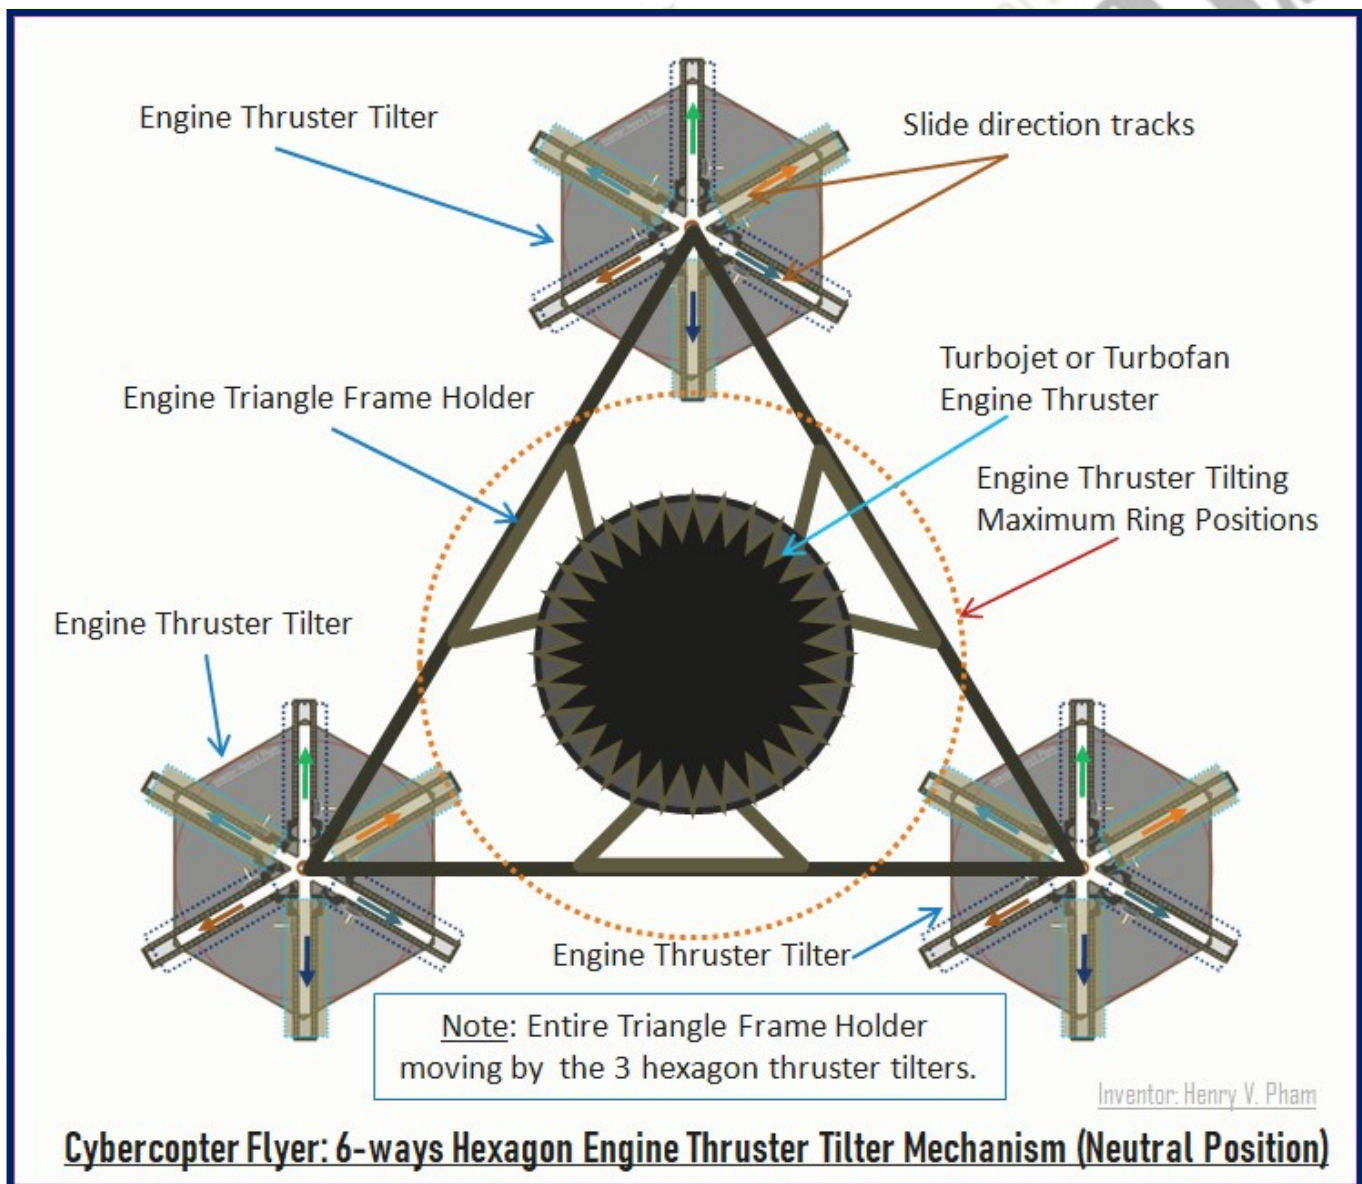 Engine Thruster Tilter
Slide direction tracks
Turbojet or Turbofan
Engine Thruster
Engine Triangle Frame Holder
Engine Thruster Tilting
Maximum Ring Positions
Engine Thruster Tilter
Engine Thruster Tilter
Note: Entire Triangle Frame Holder
moving by the 3 hexagon thruster tilters.
Inventor: Henry V. Pham
Cybercopter Flyer: 6-ways Hexagon Engine Thruster Tilter Mechanism (Neutral Position)